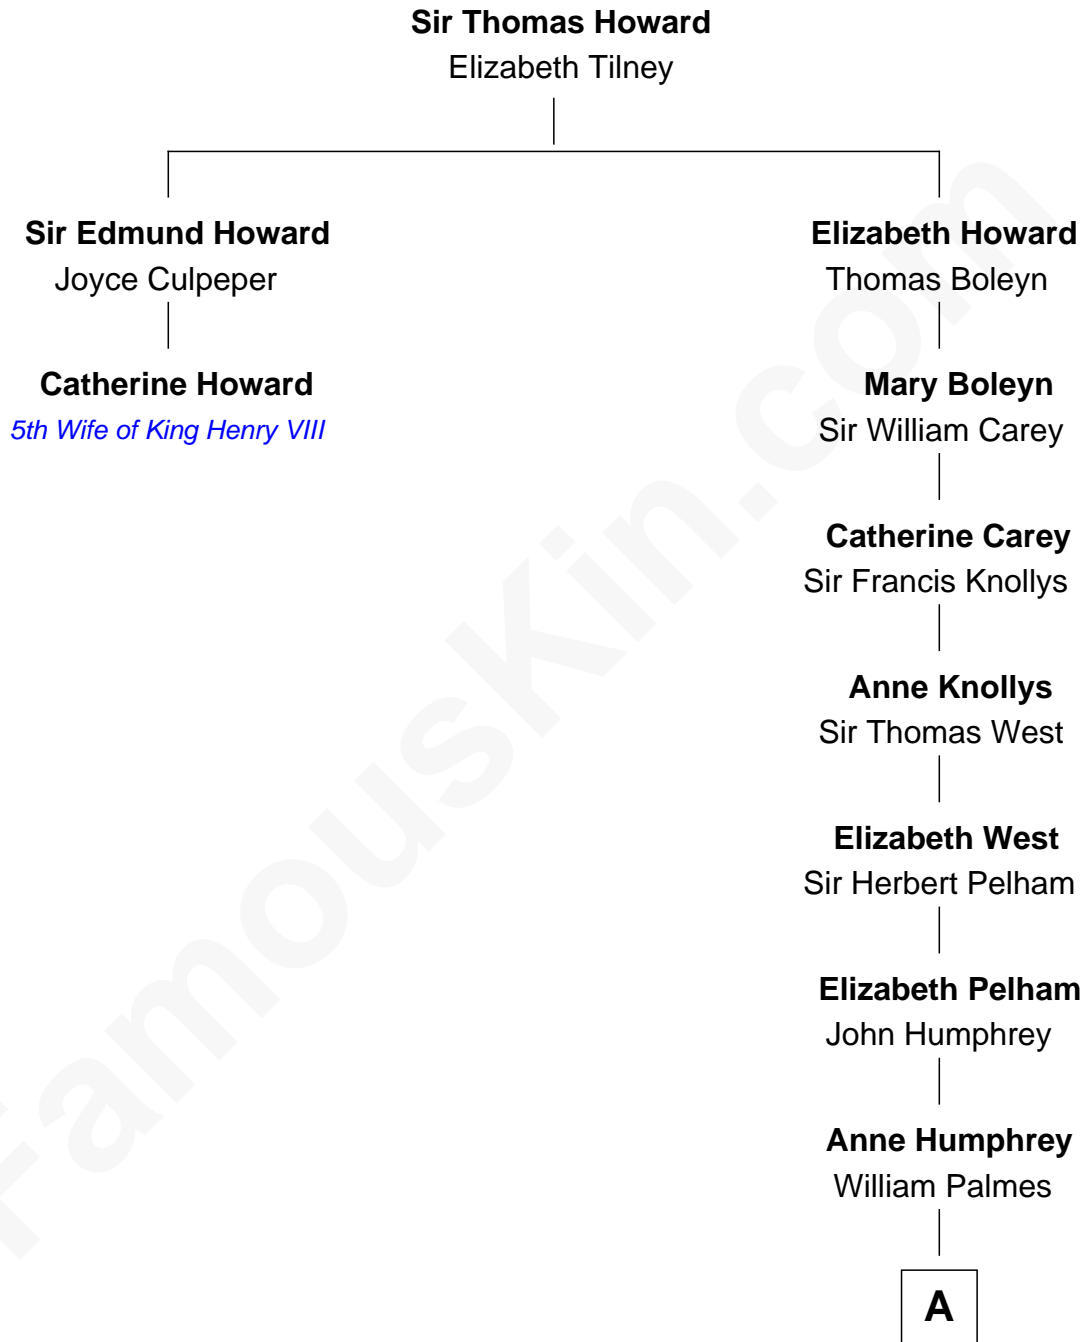 Sir Thomas Howard
Elizabeth Tilney
Sir Edmund Howard
Joyce Culpeper
Catherine Howard
5th Wife of King Henry VIII
Elizabeth Howard
Thomas Boleyn
Mary Boleyn
Sir William Carey
Catherine Carey
Sir Francis Knollys
Anne Knollys
Sir Thomas West
Elizabeth West
Sir Herbert Pelham
Elizabeth Pelham
John Humphrey
Anne Humphrey
William Palmes
A
FamousKin.com